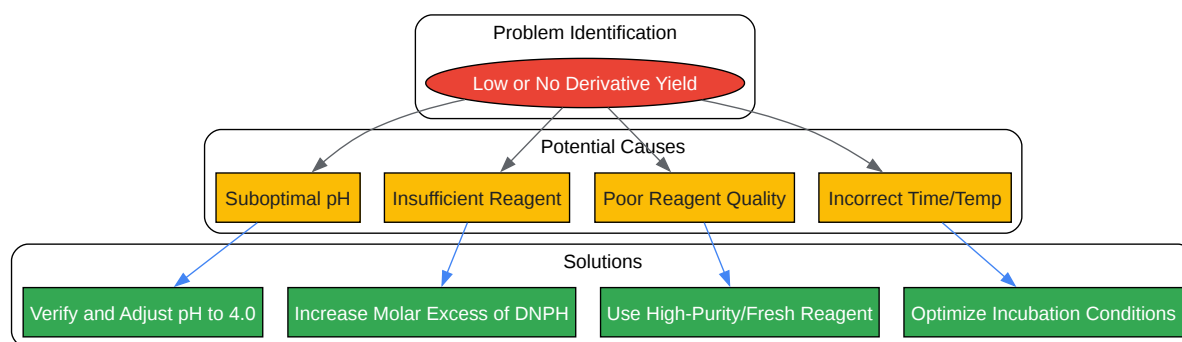 Problem Identification
Low or No Derivative Yield
Potential Causes
Suboptimal pH
Insufficient Reagent
Poor Reagent Quality
Incorrect Time/Temp
Solutions
Verify and Adjust pH to 4.0
Increase Molar Excess of DNPH
Use High-Purity/Fresh Reagent
Optimize Incubation Conditions